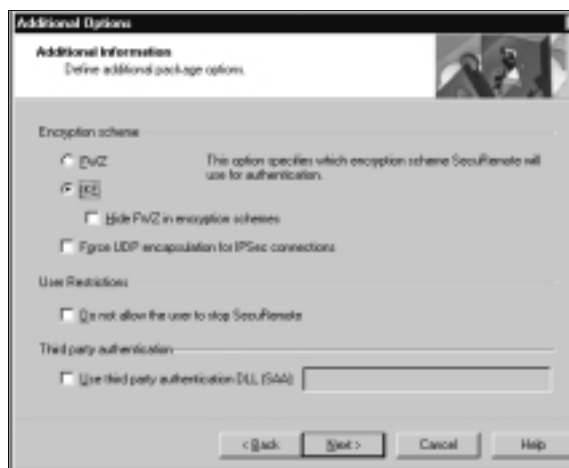 Additional Options
Additional Information
Define additional package options.
Encryption scheme
FWZ
This option specifies which encryption scheme SecuRemote will
use for authentication.
IKE
Hide FWZ in encryption schemes
Force UDP encapsulation for IPSec connections
User Restrictions
Do not allow the user to stop SecuRemote
Third party authentication
Use third party authentication DLL (SAA)
< Back
Next >
Cancel
Help